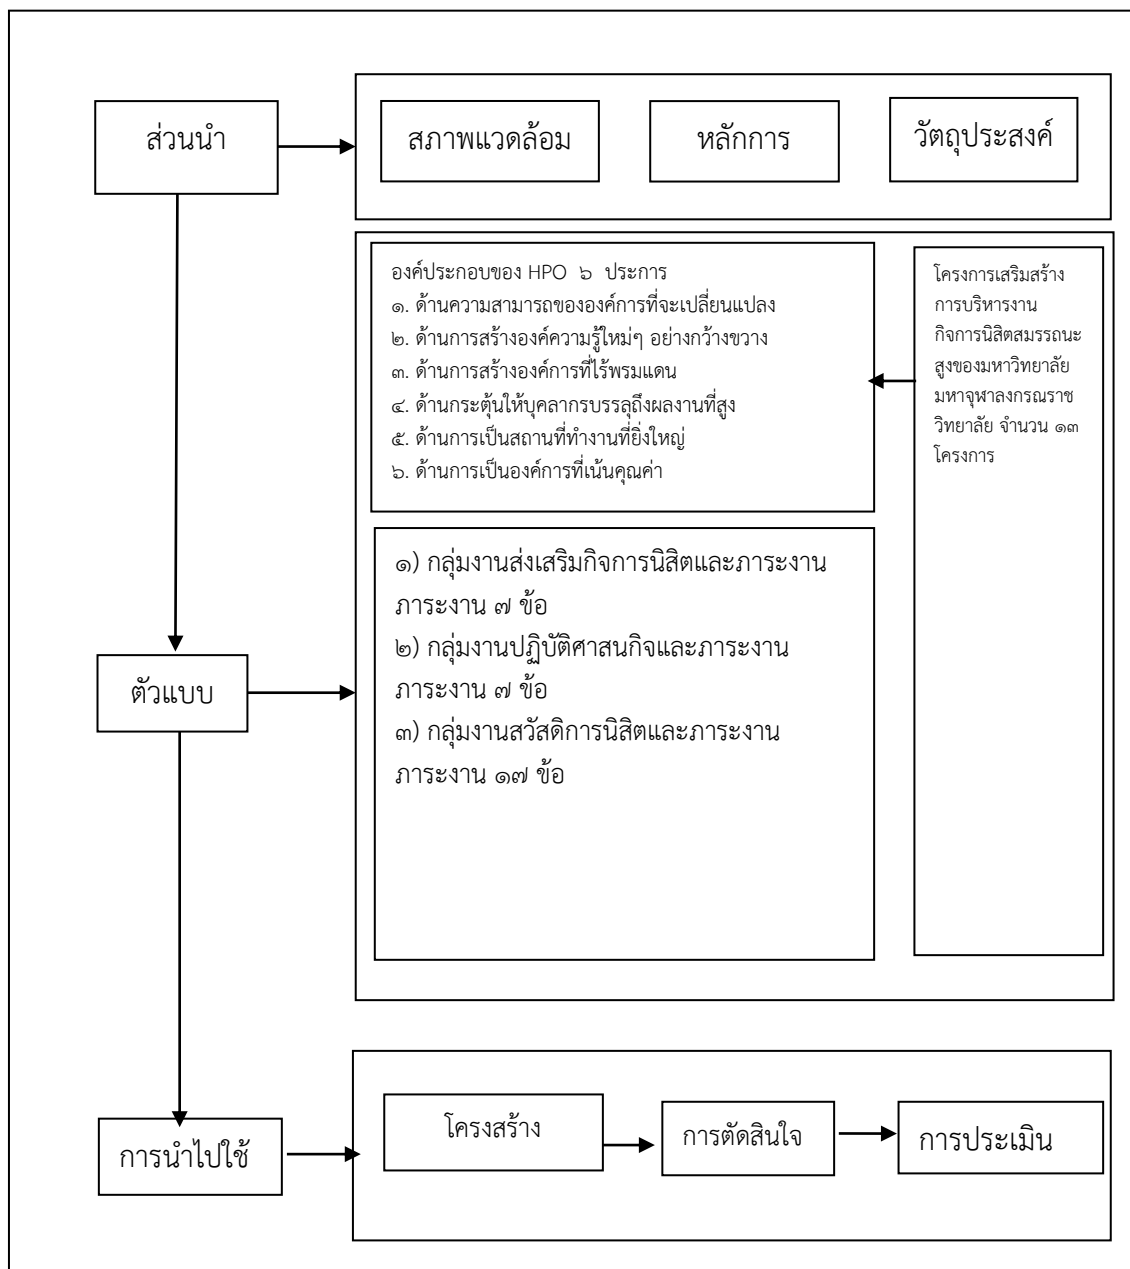 ส่วนนำ
สภาพแวดล้อม
หลักการ
วัตถุประสงค์
องค์ประกอบของ HPO ๖ ประการ
๑. ด้านความสามารถขององค์การที่จะเปลี่ยนแปลง
๒. ด้านการสร้างองค์ความรู้ใหม่ๆ อย่างกว้างขวาง
๓. ด้านการสร้างองค์การที่ไร้พรมแดน
๔. ด้านกระตุ้นให้บุคลากรบรรลุถึงผลงานที่สูง
๕. ด้านการเป็นสถานที่ทำงานที่ยิ่งใหญ่
๖. ด้านการเป็นองค์การที่เน้นคุณค่า
โครงการเสริมสร้าง
การบริหารงาน
กิจการนิสิตสมรรถนะ
สูงของมหาวิทยาลัย
มหาจุฬาลงกรณราช
วิทยาลัย จำนวน ๑๓
โครงการ
๑) กลุ่มงานส่งเสริมกิจการนิสิตและภาระงาน
ภาระงาน ๗ ข้อ
๒) กลุ่มงานปฏิบัติศาสนกิจและภาระงาน
ภาระงาน ๗ ข้อ
๓) กลุ่มงานสวัสดิการนิสิตและภาระงาน
ภาระงาน ๑๗ ข้อ
ตัวแบบ
การนำไปใช้
โครงสร้าง
การตัดสินใจ
การประเมิน